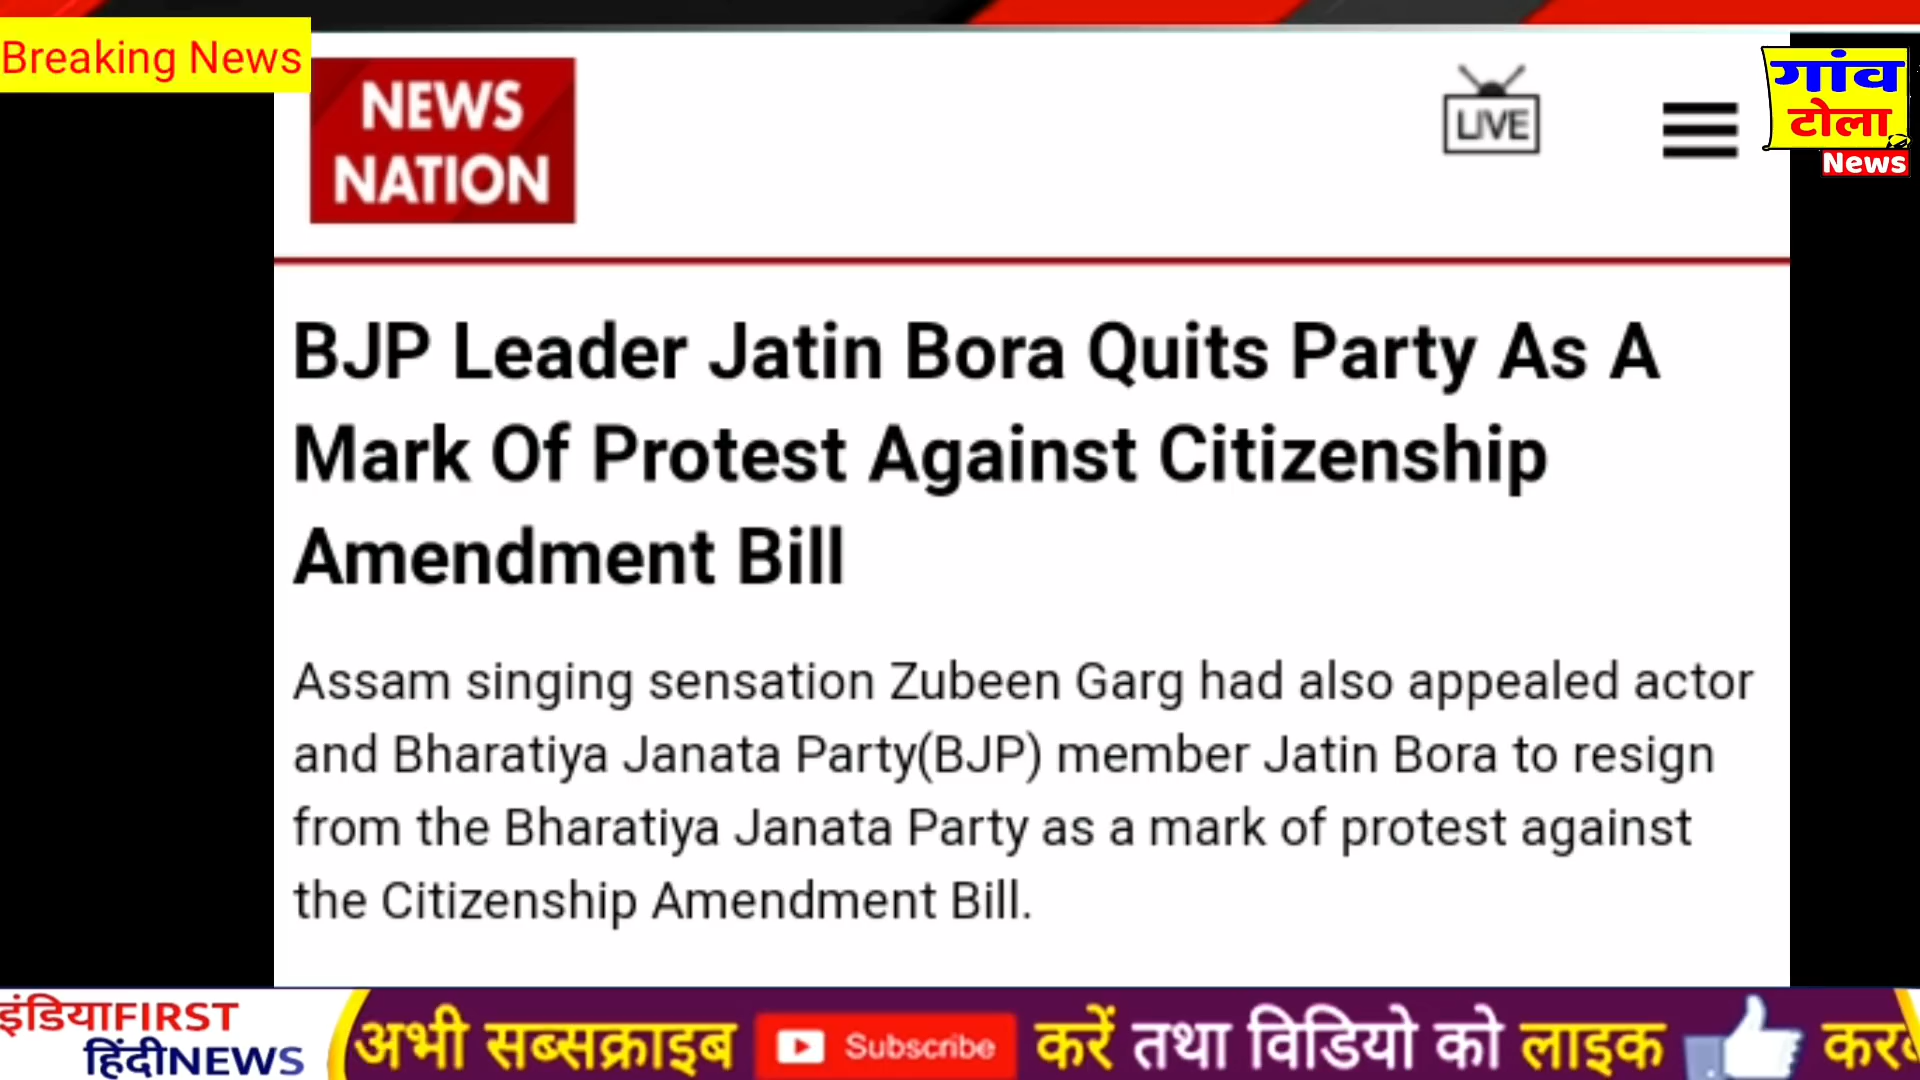 Breaking News
NEWS
NATION
LIVE
गांव
टोला
News
BJP Leader Jatin Bora Quits Party As A
Mark Of Protest Against Citizenship
Amendment Bill
Assam singing sensation Zubeen Garg had also appealed actor
and Bharatiya Janata Party(BJP) member Jatin Bora to resign
from the Bharatiya Janata Party as a mark of protest against
the Citizenship Amendment Bill.
इंडियाFIRST
हिंदीNEWS
अभी सब्सक्राइब Subscribe करें तथा विडियो को लाइक